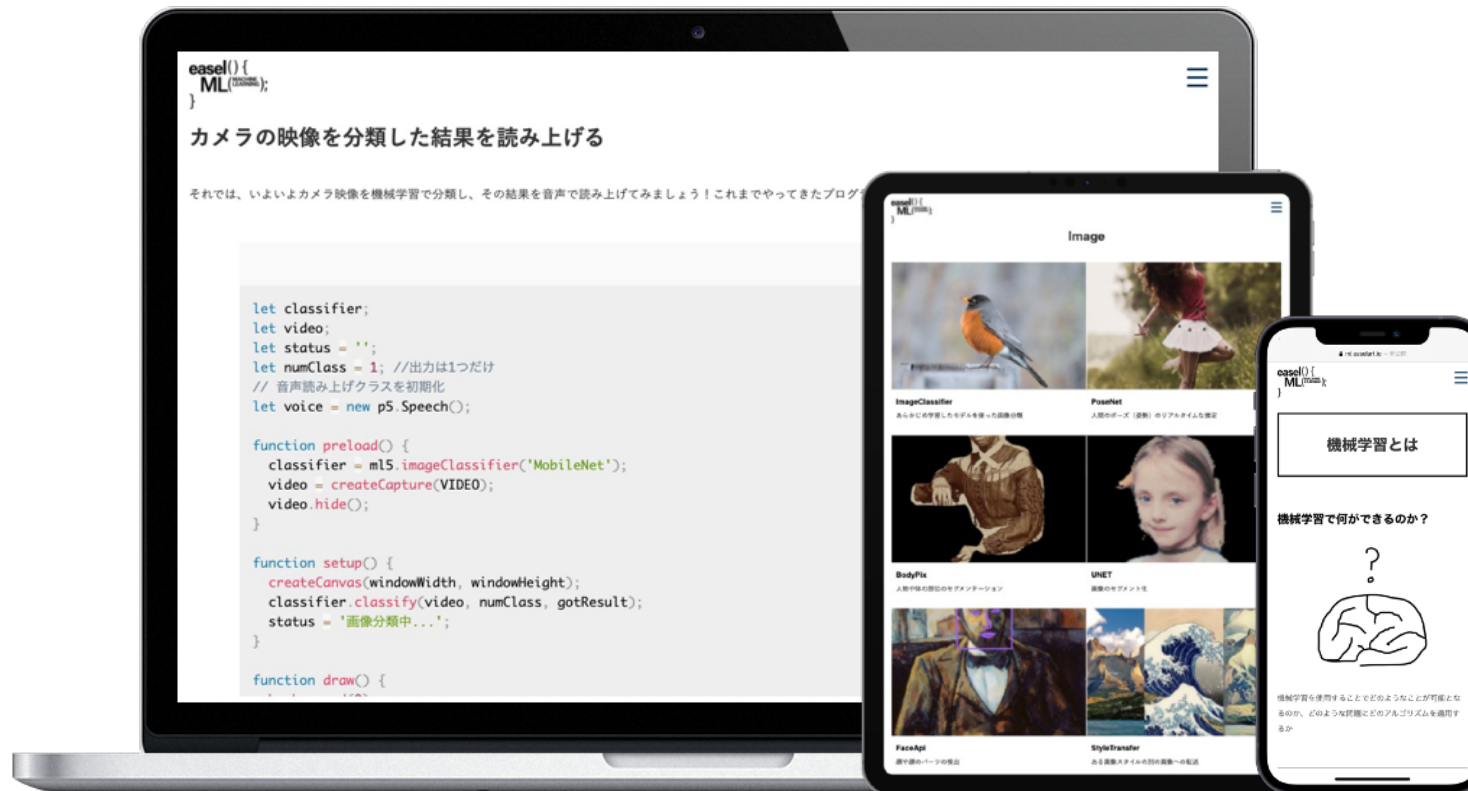 easel() {
ML(MACHINE LEARNING);
}
カメラの映像を分類した結果を読み上げる
それでは、いよいよカメラ映像を機械学習で分類し、その結果を音声で読み上げてみましょう！これまでやってきたプログ
let classifier;
let video;
let status = '';
let numClass = 1; //出力は1つだけ
// 音声読み上げクラスを初期化
let voice = new p5.Speech();
function preload() {
classifier = ml5.imageClassifier('MobileNet');
video = createCapture(VIDEO);
video.hide();
}
function setup() {
createCanvas(windowWidth, windowHeight);
classifier.classify(video, numClass, gotResult);
status = '画像分類中...';
}
function draw() {
easel() {
ML(
);
}
Image
ImageClassifier
あらかじめ学習したモデルを使った画像分類
PoseNet
人間のポーズ（姿勢）のリアルタイムな推定
BodyPix
人物や体の部位のセグメンテーション
UNET
画像のセグメント化
FaceApi
顔や顔のパーツの検出
StyleTransfer
ある画像スタイルの別の画像への転送
easel() {
ML(
);
}
機械学習とは
機械学習で何ができるのか？
?
機械学習を使用することでどのようなことが可能とな
るのか、どのような問題にどのアルゴリズムを適用す
るか